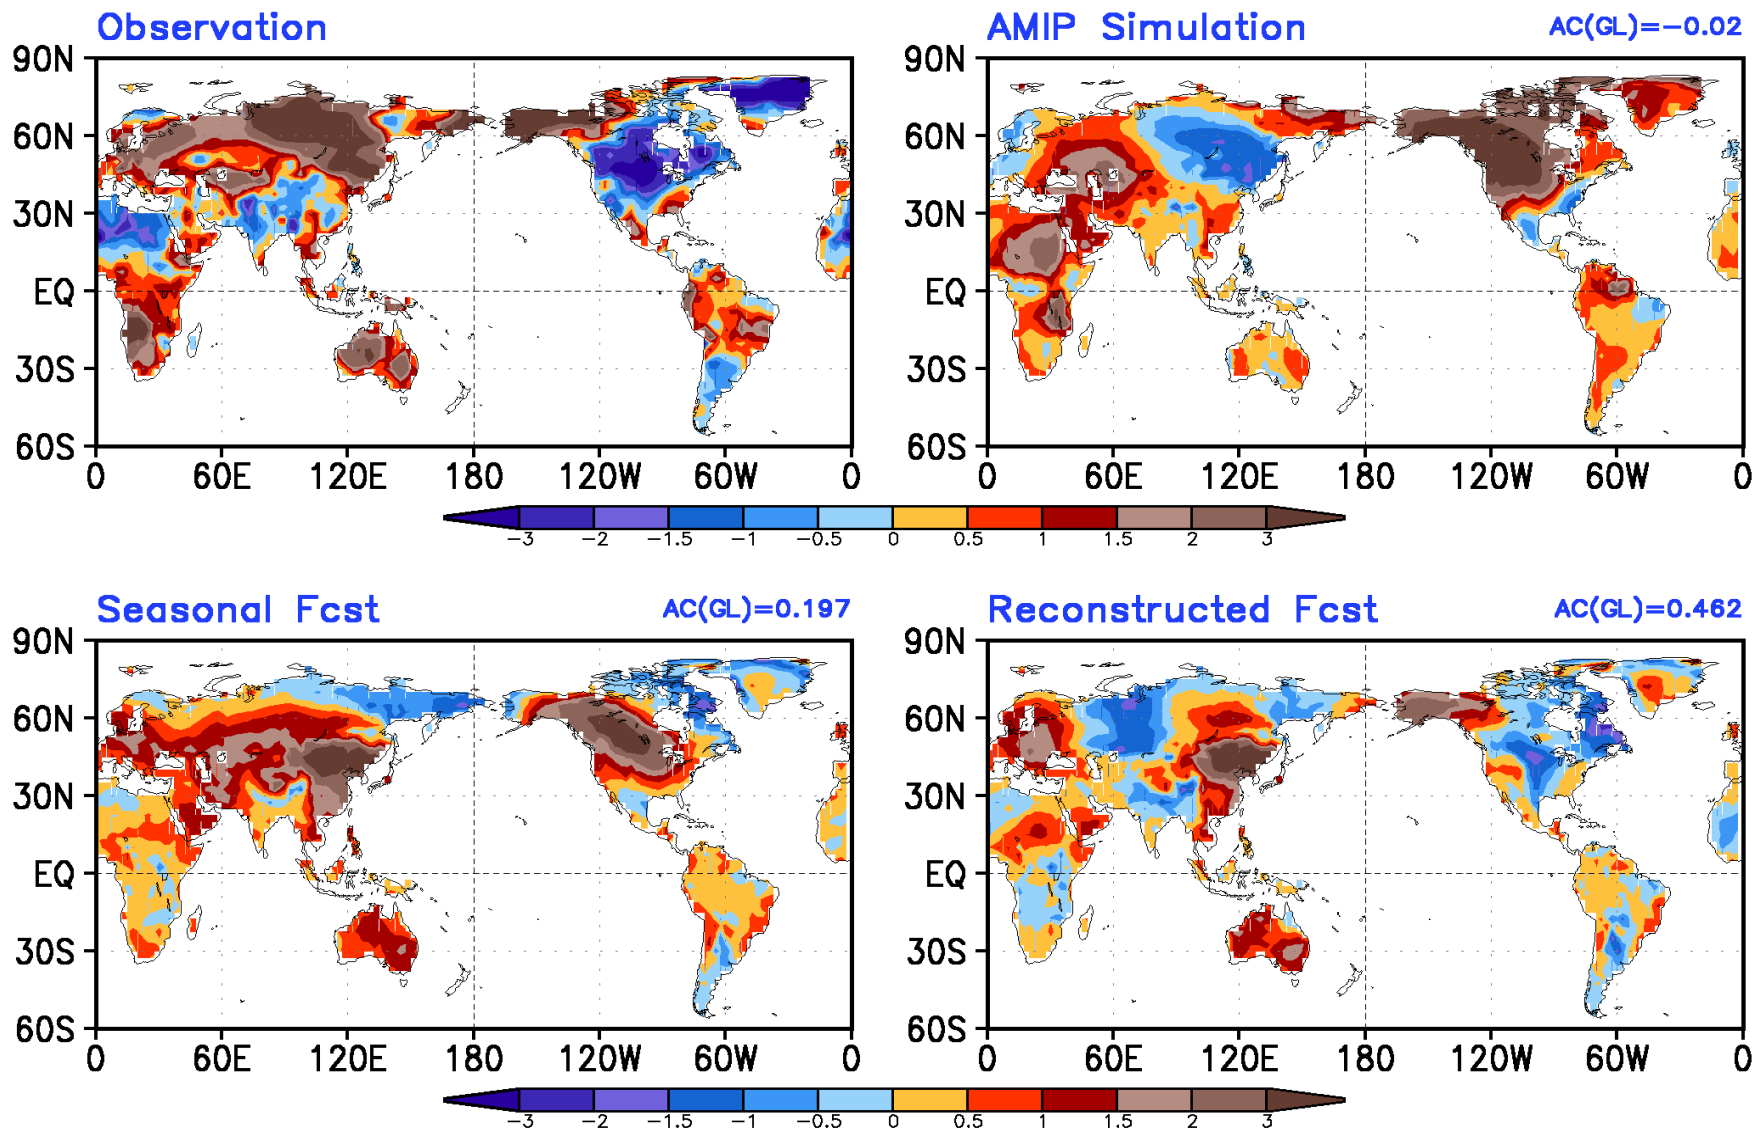 Observation
AMIP Simulation AC(GL)=−0.02
90N 90N
60N 60N
30N 30N
EQ EQ
30S 30S
60S 60S
0 60E 120E 180 120W 60W 0 0 60E 120E 180 120W 60W 0
−3 −2 −1.5 −1 −0.5 0 0.5 1 1.5 2 3
Seasonal Fcst AC(GL)=0.197
Reconstructed Fcst AC(GL)=0.462
90N 90N
60N 60N
30N 30N
EQ EQ
30S 30S
60S 60S
0 60E 120E 180 120W 60W 0 0 60E 120E 180 120W 60W 0
−3 −2 −1.5 −1 −0.5 0 0.5 1 1.5 2 3